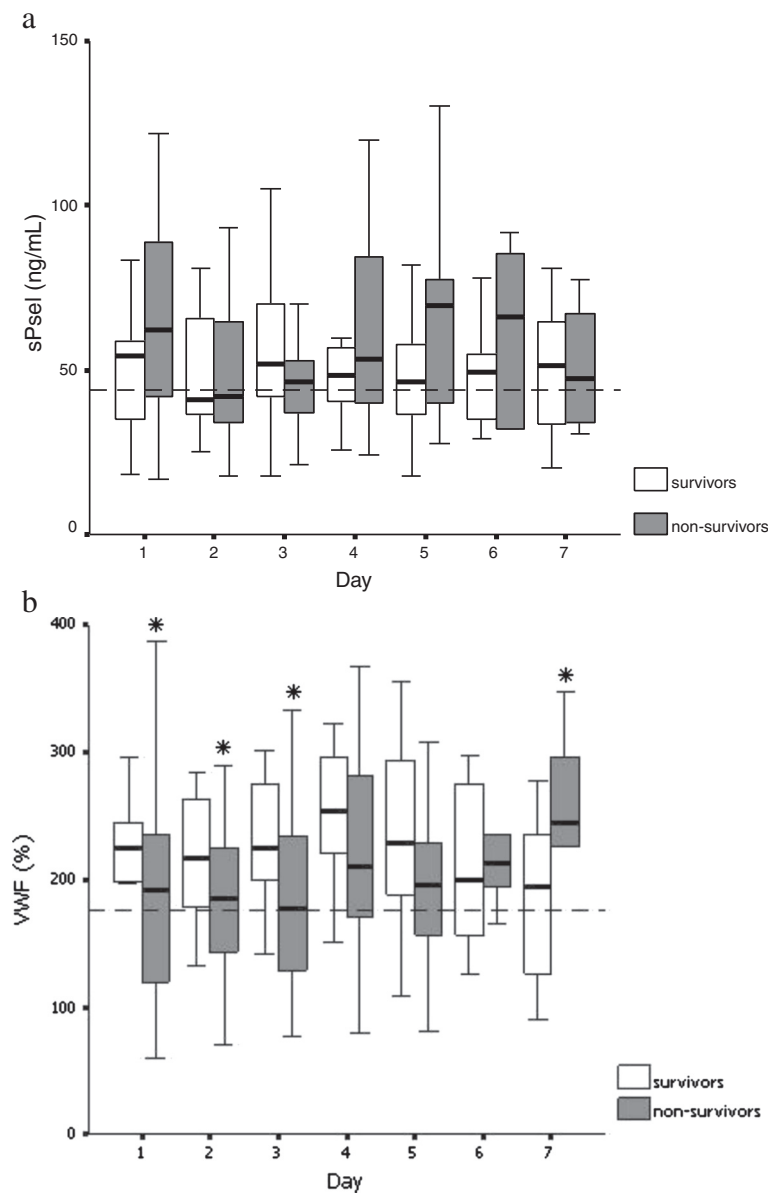 a
150
100
50
0
sPsel (ng/mL)
1 2 3 4 5 6 7
Day
survivors
non-survivors
b
400
300
200
100
0
VWF (%)
* * * *
1 2 3 4 5 6 7
Day
survivors
non-survivors